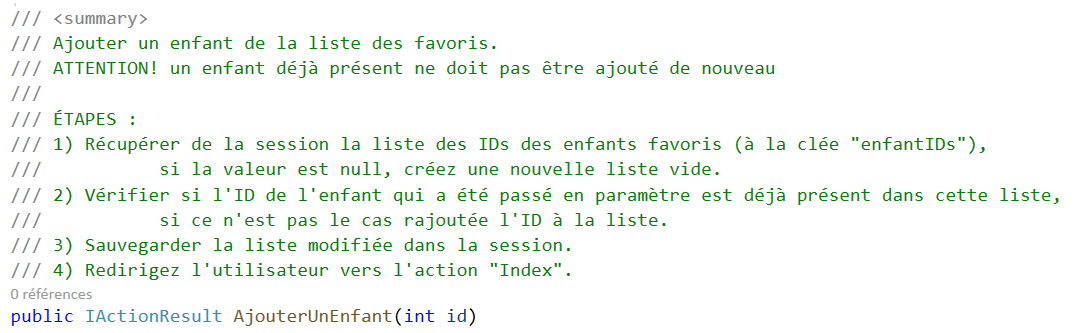 /// <summary>
/// Ajouter un enfant de la liste des favoris.
/// ATTENTION! un enfant déjà présent ne doit pas être ajouté de nouveau
///
/// ÉTAPES :
/// 1) Récupérer de la session la liste des IDs des enfants favoris (à la clée "enfantIDs"),
///           si la valeur est null, créez une nouvelle liste vide.
/// 2) Vérifier si l'ID de l'enfant qui a été passé en paramètre est déjà présent dans cette liste,
///           si ce n'est pas le cas rajoutée l'ID à la liste.
/// 3) Sauvegarder la liste modifiée dans la session.
/// 4) Redirigez l'utilisateur vers l'action "Index".
0 références
public IActionResult AjouterUnEnfant(int id)